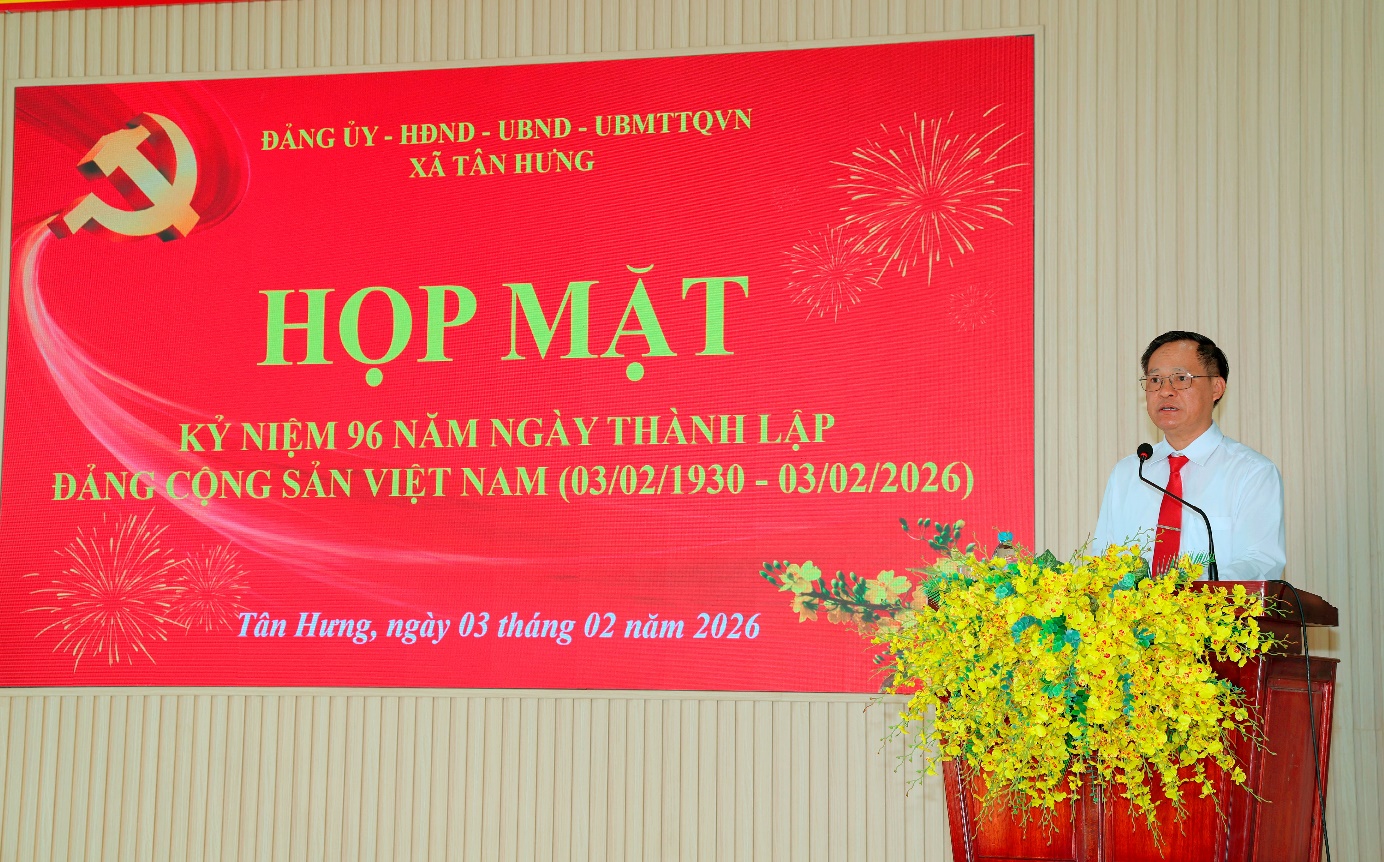 ĐẢNG ỦY - HĐND - UBND - UBMTTQVN
XÃ TÂN HƯNG
HỌP MẶT
KỶ NIỆM 96 NĂM NGÀY THÀNH LẬP
ĐẢNG CỘNG SẢN VIỆT NAM (03/02/1930 - 03/02/2026)
Tân Hưng, ngày 03 tháng 02 năm 2026